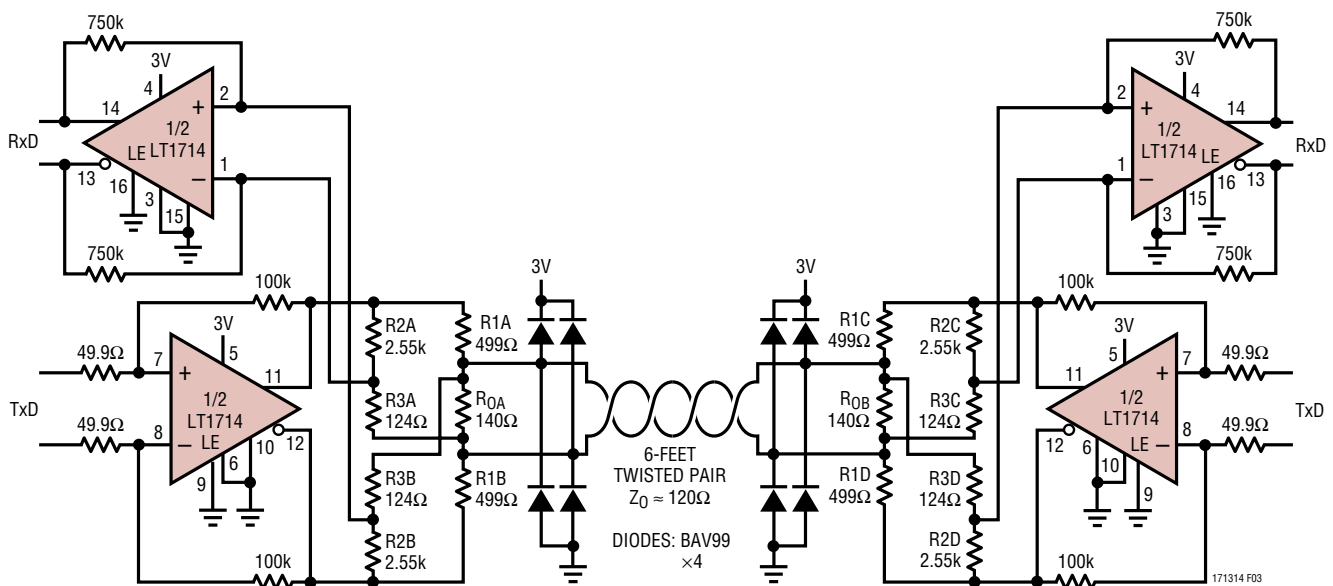 750k
3V
4
14
2
+
1/2
LT1714
RxD
LE
1
–
13
16
3
15
750k
100k
3V
49.9Ω
7
5
+
11
1/2
LT1714
TxD
49.9Ω
LE
8
–
10
12
6
9
100k
R2A
2.55k
R1A
499Ω
R3A
124Ω
R0A
140Ω
R3B
124Ω
R1B
499Ω
R2B
2.55k
3V
3V
6-FEET
TWISTED PAIR
Z0 ≈ 120Ω
DIODES: BAV99
×4
R1C
499Ω
R2C
2.55k
R0B
140Ω
R3C
124Ω
R1D
499Ω
R3D
124Ω
R2D
2.55k
750k
3V
2
4
14
+
1/2
LT1714
RxD
1
LE
–
16
13
15
3
750k
100k
3V
5
7
49.9Ω
11
+
1/2
LT1714
TxD
12
LE
–
8
49.9Ω
6
10
9
100k
171314 F03